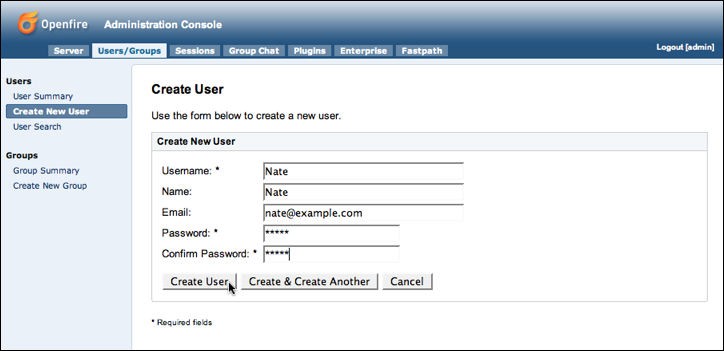 Openfire Administration Console
Server Users/Groups Sessions Group Chat Plugins Enterprise Fastpath Logout [admin]
Users
User Summary
Create New User
User Search
Groups
Group Summary
Create New Group
Create User
Use the form below to create a new user.
Create New User
Username: * Nate
Name: Nate
Email: nate@example.com
Password: * *****
Confirm Password: * *****
Create User Create & Create Another Cancel
* Required fields